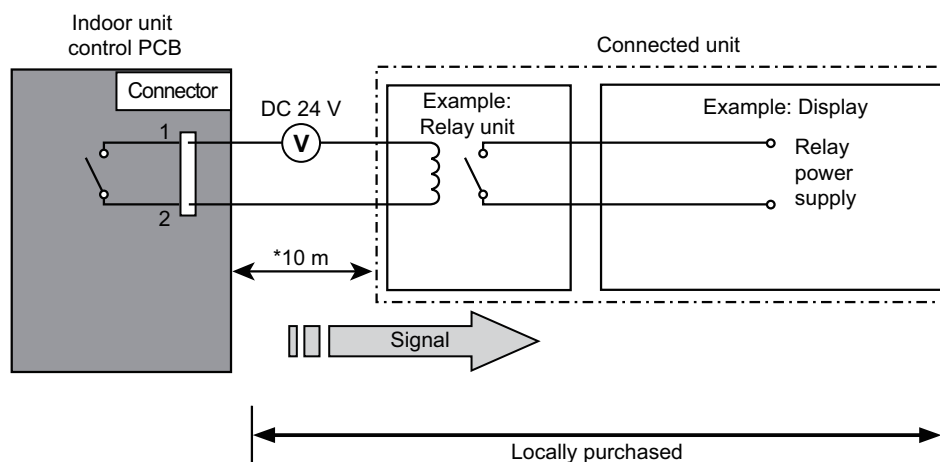 Indoor unit
control PCB
Connected unit
Connector
DC 24 V
Example:
Relay unit
Example: Display
1
V
Relay
power
supply
2
*10 m
Signal
Locally purchased